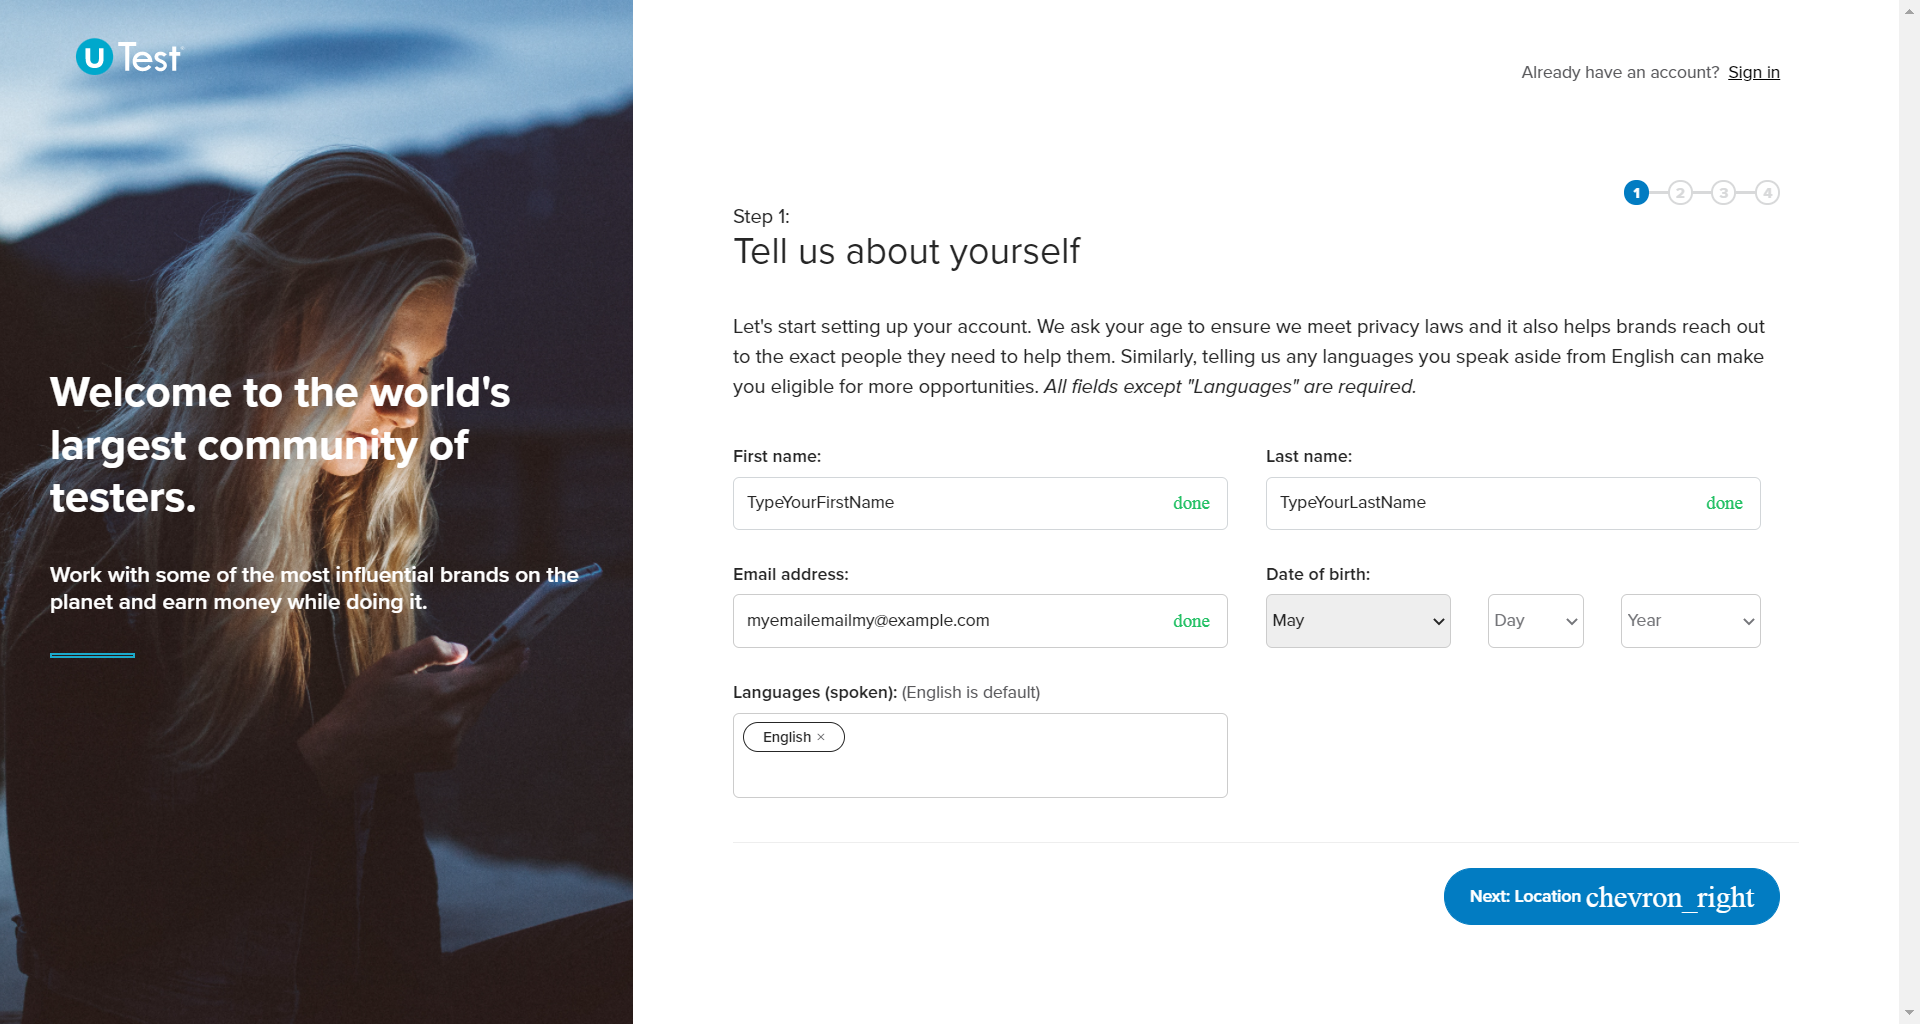 U Test
Already have an account? Sign in
1 2 3 4
Step 1:
Tell us about yourself
Let's start setting up your account. We ask your age to ensure we meet privacy laws and it also helps brands reach out
to the exact people they need to help them. Similarly, telling us any languages you speak aside from English can make
you eligible for more opportunities. All fields except "Languages" are required.
Welcome to the world's
largest community of
testers.
Work with some of the most influential brands on the
planet and earn money while doing it.
First name:
TypeYourFirstName done
Last name:
TypeYourLastName done
Email address:
myemailemailmy@example.com done
Date of birth:
May Day Year
Languages (spoken): (English is default)
English ×
Next: Location chevron_right